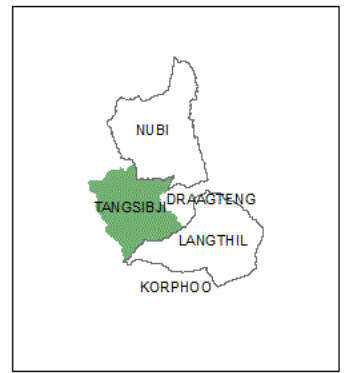 NUBI
DRAAGTENG
TANGSIBJI
LANGTHIL
KORPHOO